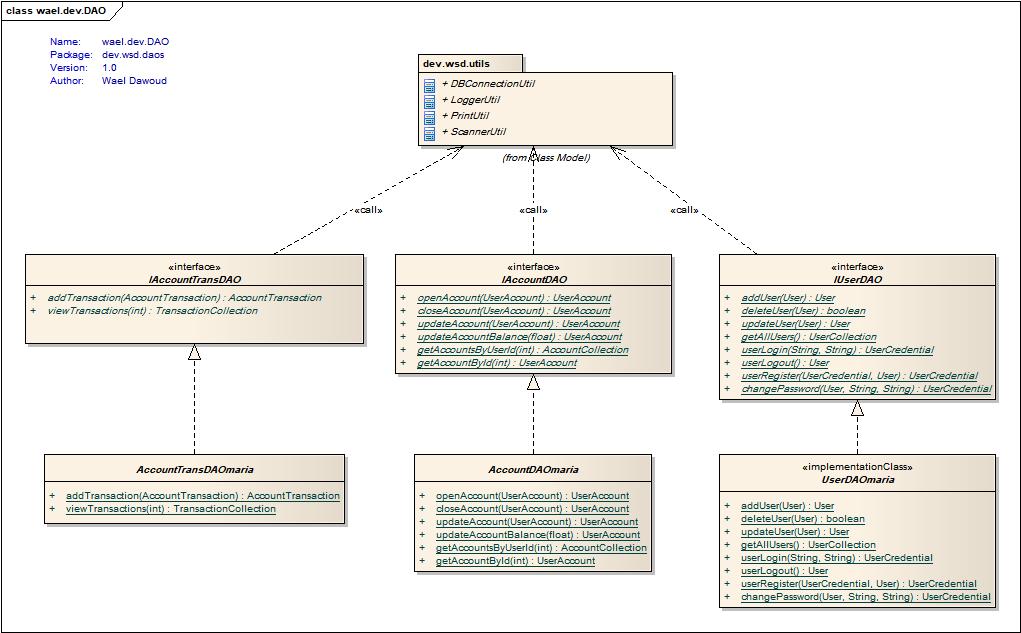 class wael.dev.DAO
Name: wael.dev.DAO
Package: dev.wsd.daos
Version: 1.0
Author: Wael Dawoud
dev.wsd.utils
+ DBConnectionUtil
+ LoggerUtil
+ PrintUtil
+ ScannerUtil
(from Class Model)
«call»
«call»
«call»
«interface»
IAccountTransDAO
+ addTransaction(AccountTransaction) : AccountTransaction
+ viewTransactions(int) : TransactionCollection
«interface»
IAccountDAO
+ openAccount(UserAccount) : UserAccount
+ closeAccount(UserAccount) : UserAccount
+ updateAccount(UserAccount) : UserAccount
+ updateAccountBalance(float) : UserAccount
+ getAccountsByUserId(int) : AccountCollection
+ getAccountById(int) : UserAccount
«interface»
IUserDAO
+ addUser(User) : User
+ deleteUser(User) : boolean
+ updateUser(User) : User
+ getAllUsers() : UserCollection
+ userLogin(String, String) : UserCredential
+ userLogout() : User
+ userRegister(UserCredential, User) : UserCredential
+ changePassword(User, String, String) : UserCredential
AccountTransDAOmaria
+ addTransaction(AccountTransaction) : AccountTransaction
+ viewTransactions(int) : TransactionCollection
AccountDAOmaria
+ openAccount(UserAccount) : UserAccount
+ closeAccount(UserAccount) : UserAccount
+ updateAccount(UserAccount) : UserAccount
+ updateAccountBalance(float) : UserAccount
+ getAccountsByUserId(int) : AccountCollection
+ getAccountById(int) : UserAccount
«implementationClass»
UserDAOmaria
+ addUser(User) : User
+ deleteUser(User) : boolean
+ updateUser(User) : User
+ getAllUsers() : UserCollection
+ userLogin(String, String) : UserCredential
+ userLogout() : User
+ userRegister(UserCredential, User) : UserCredential
+ changePassword(User, String, String) : UserCredential